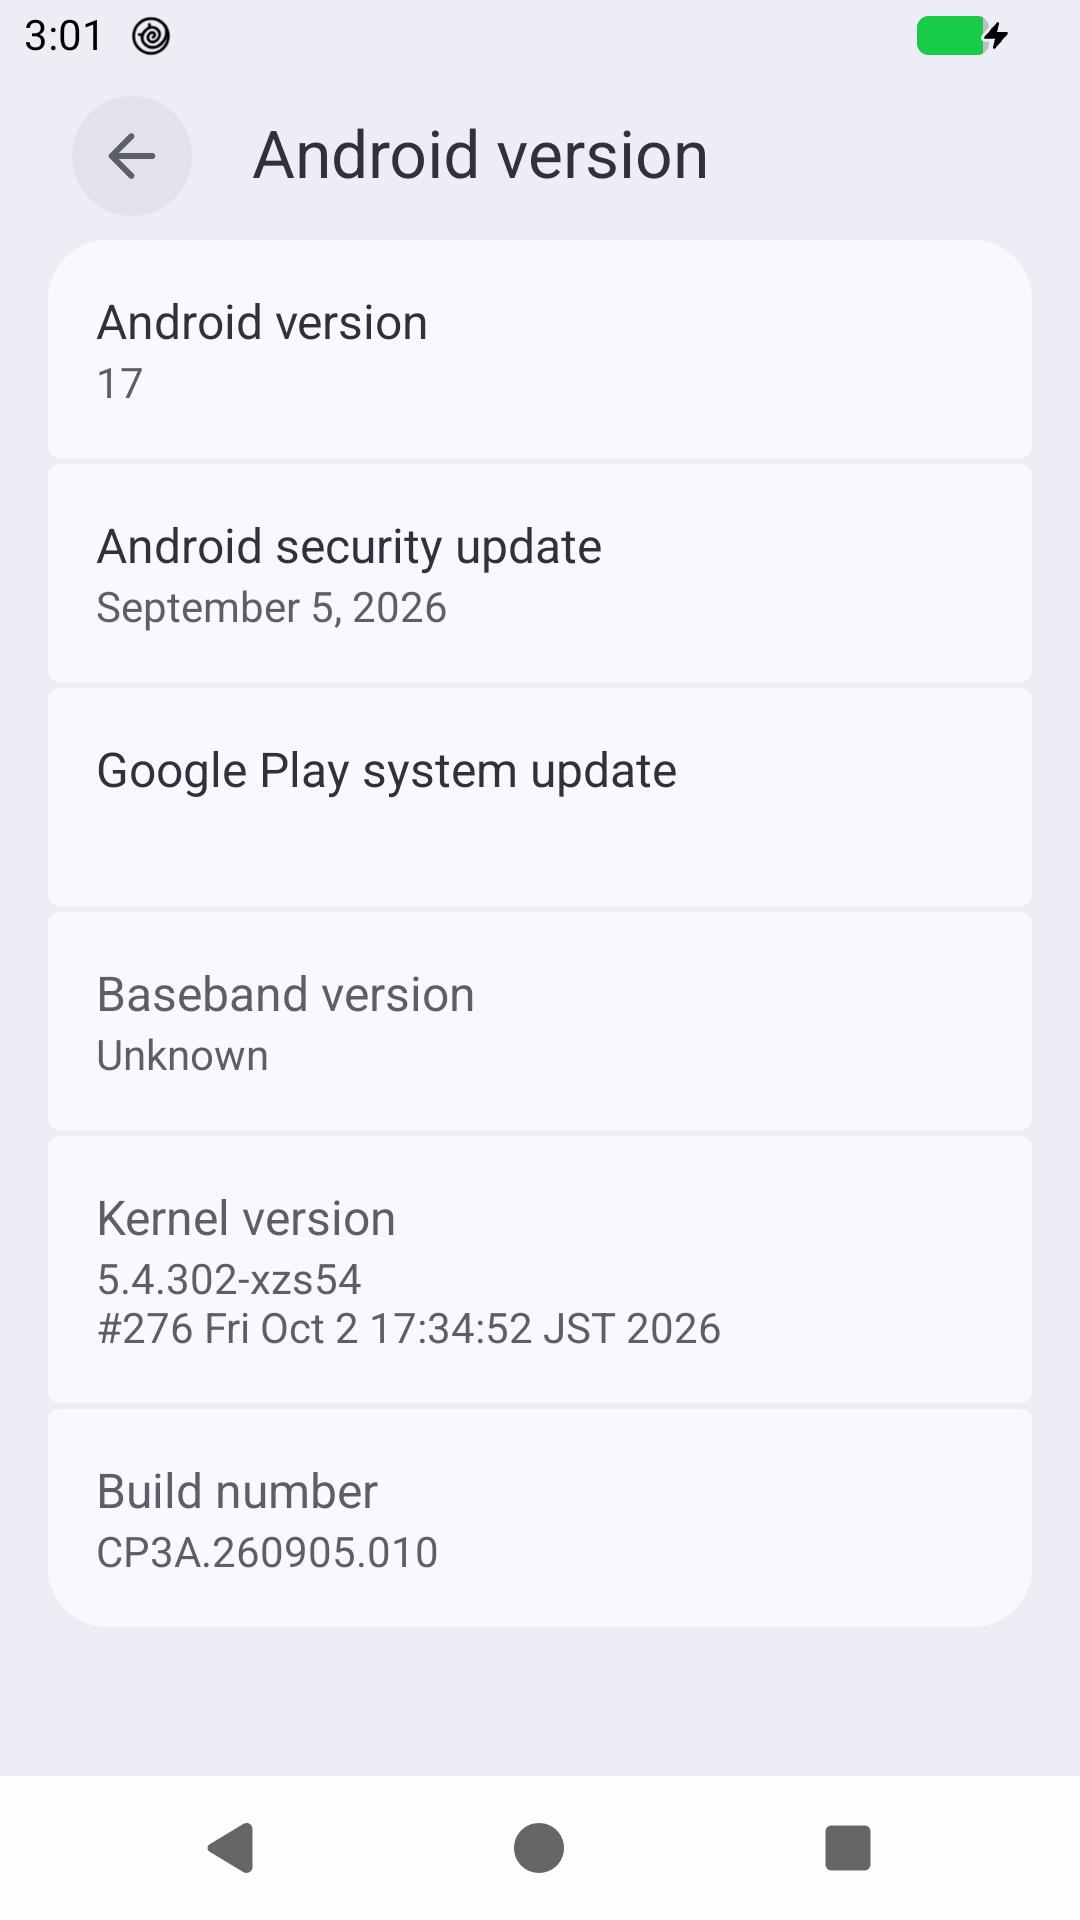 3:01
Android version
Android version
17
Android security update
September 5, 2026
Google Play system update
Baseband version
Unknown
Kernel version
5.4.302-xzs54
#276 Fri Oct 2 17:34:52 JST 2026
Build number
CP3A.260905.010